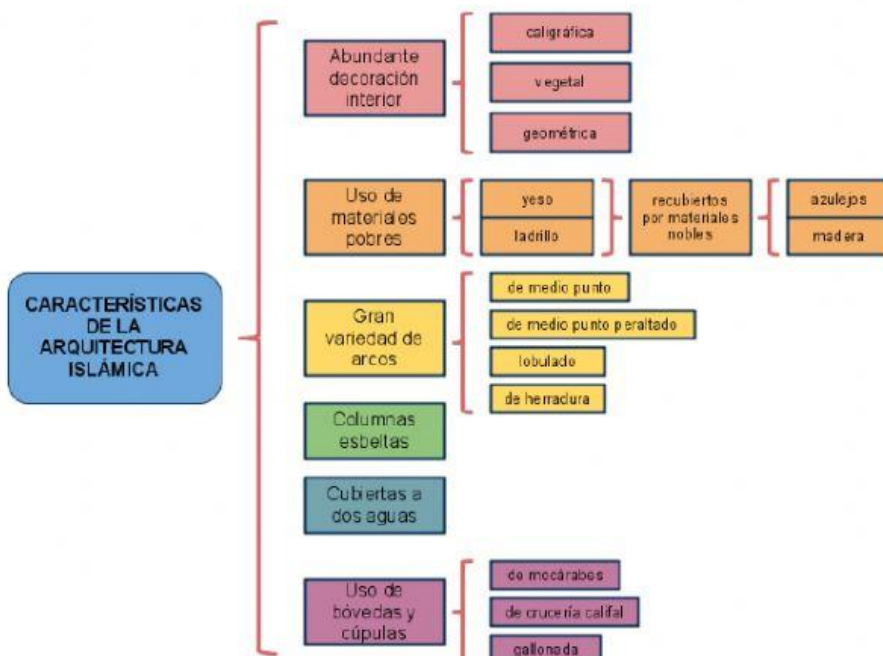 CARACTERÍSTICAS
DE LA
ARQUITECTURA
ISLÁMICA
Abundante
decoración
interior
caligráfica
vegetal
geométrica
Uso de
materiales
pobres
yeso
ladrillo
recubiertos
por materiales
nobles
azulejos
madera
Gran
variedad de
arcos
de medio punto
de medio punto peraltado
lobulado
de herradura
Columnas
esbeltas
Cubiertas a
dos aguas
Uso de
bóvedas y
cúpulas
de mocárabes
de crucería califal
gallonada